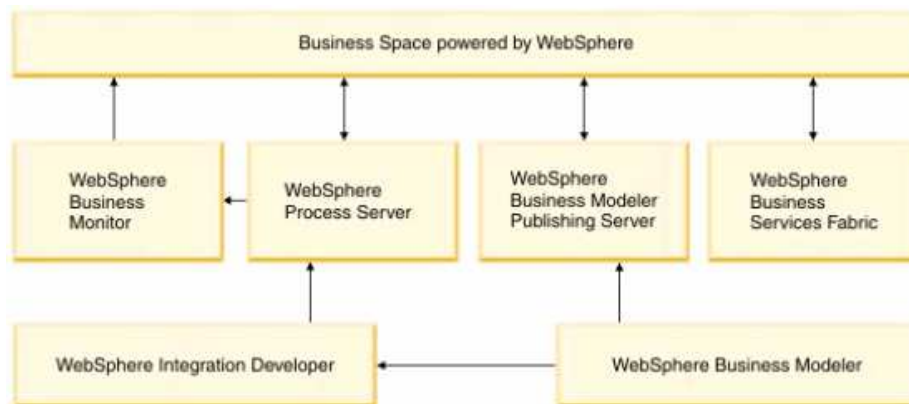 Business Space powered by WebSphere
WebSphere
Business
Monitor
WebSphere
Process Server
WebSphere
Business Modeler
Publishing Server
WebSphere
Business
Services Fabric
WebSphere Integration Developer
WebSphere Business Modeler